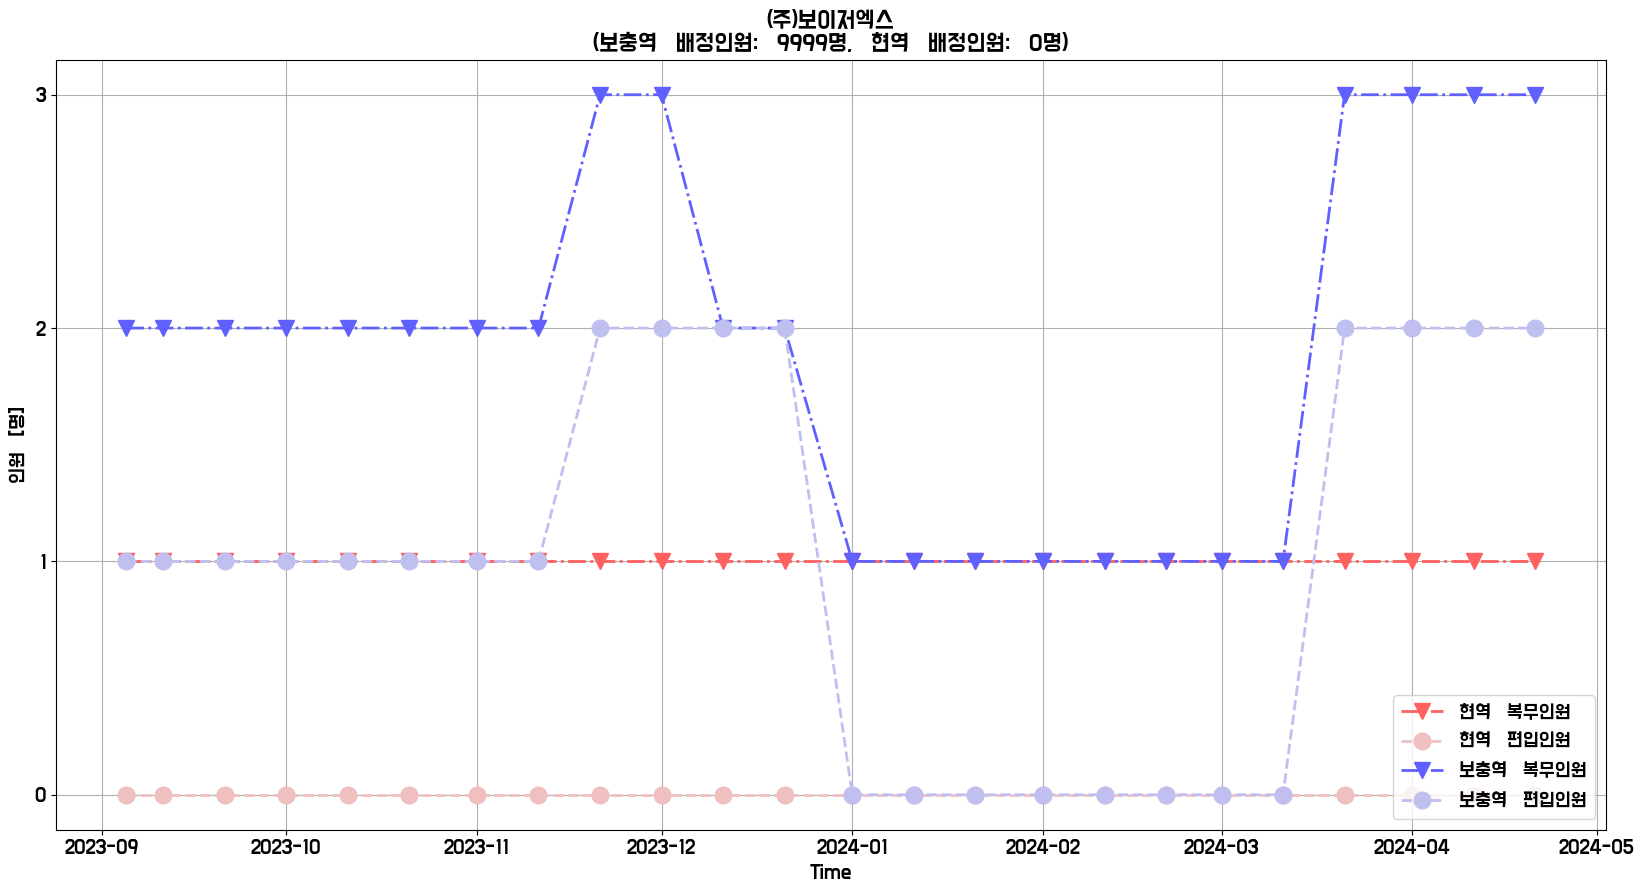 (주)보이저엑스
(보충역 배정인원: 9999명, 현역 배정인원: 0명)
3
2
1
0
인원 [명]
2023-09 2023-10 2023-11 2023-12 2024-01 2024-02 2024-03 2024-04 2024-05
Time
현역 복무인원
현역 편입인원
보충역 복무인원
보충역 편입인원